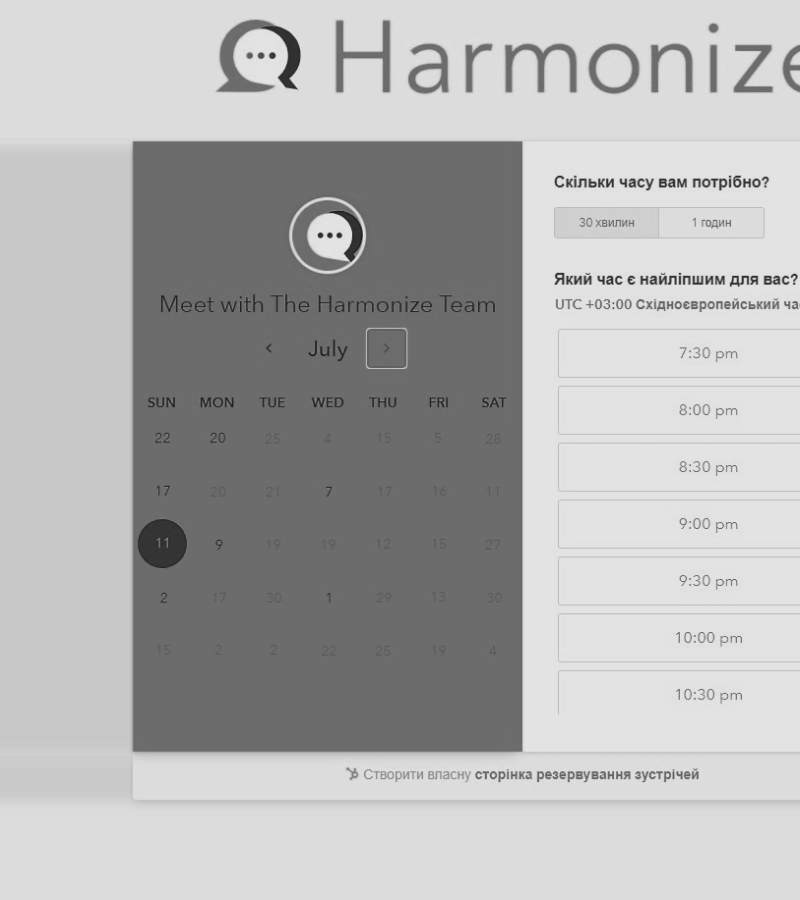 Harmonize
Meet with The Harmonize Team
July
SUN MON TUE WED THU FRI SAT
22 20 25 4 15 5 28
17 20 21 7 17 16 11
11 9 19 19 12 15 27
2 17 30 1 29 13 30
15 2 2 22 25 19 4
Скільки часу вам потрібно?
30 хвилин 1 годин
Який час є найліпшим для вас?
UTC +03:00 Східноєвропейський ча
7:30 pm
8:00 pm
8:30 pm
9:00 pm
9:30 pm
10:00 pm
10:30 pm
Створити власну сторінка резервування зустрічей